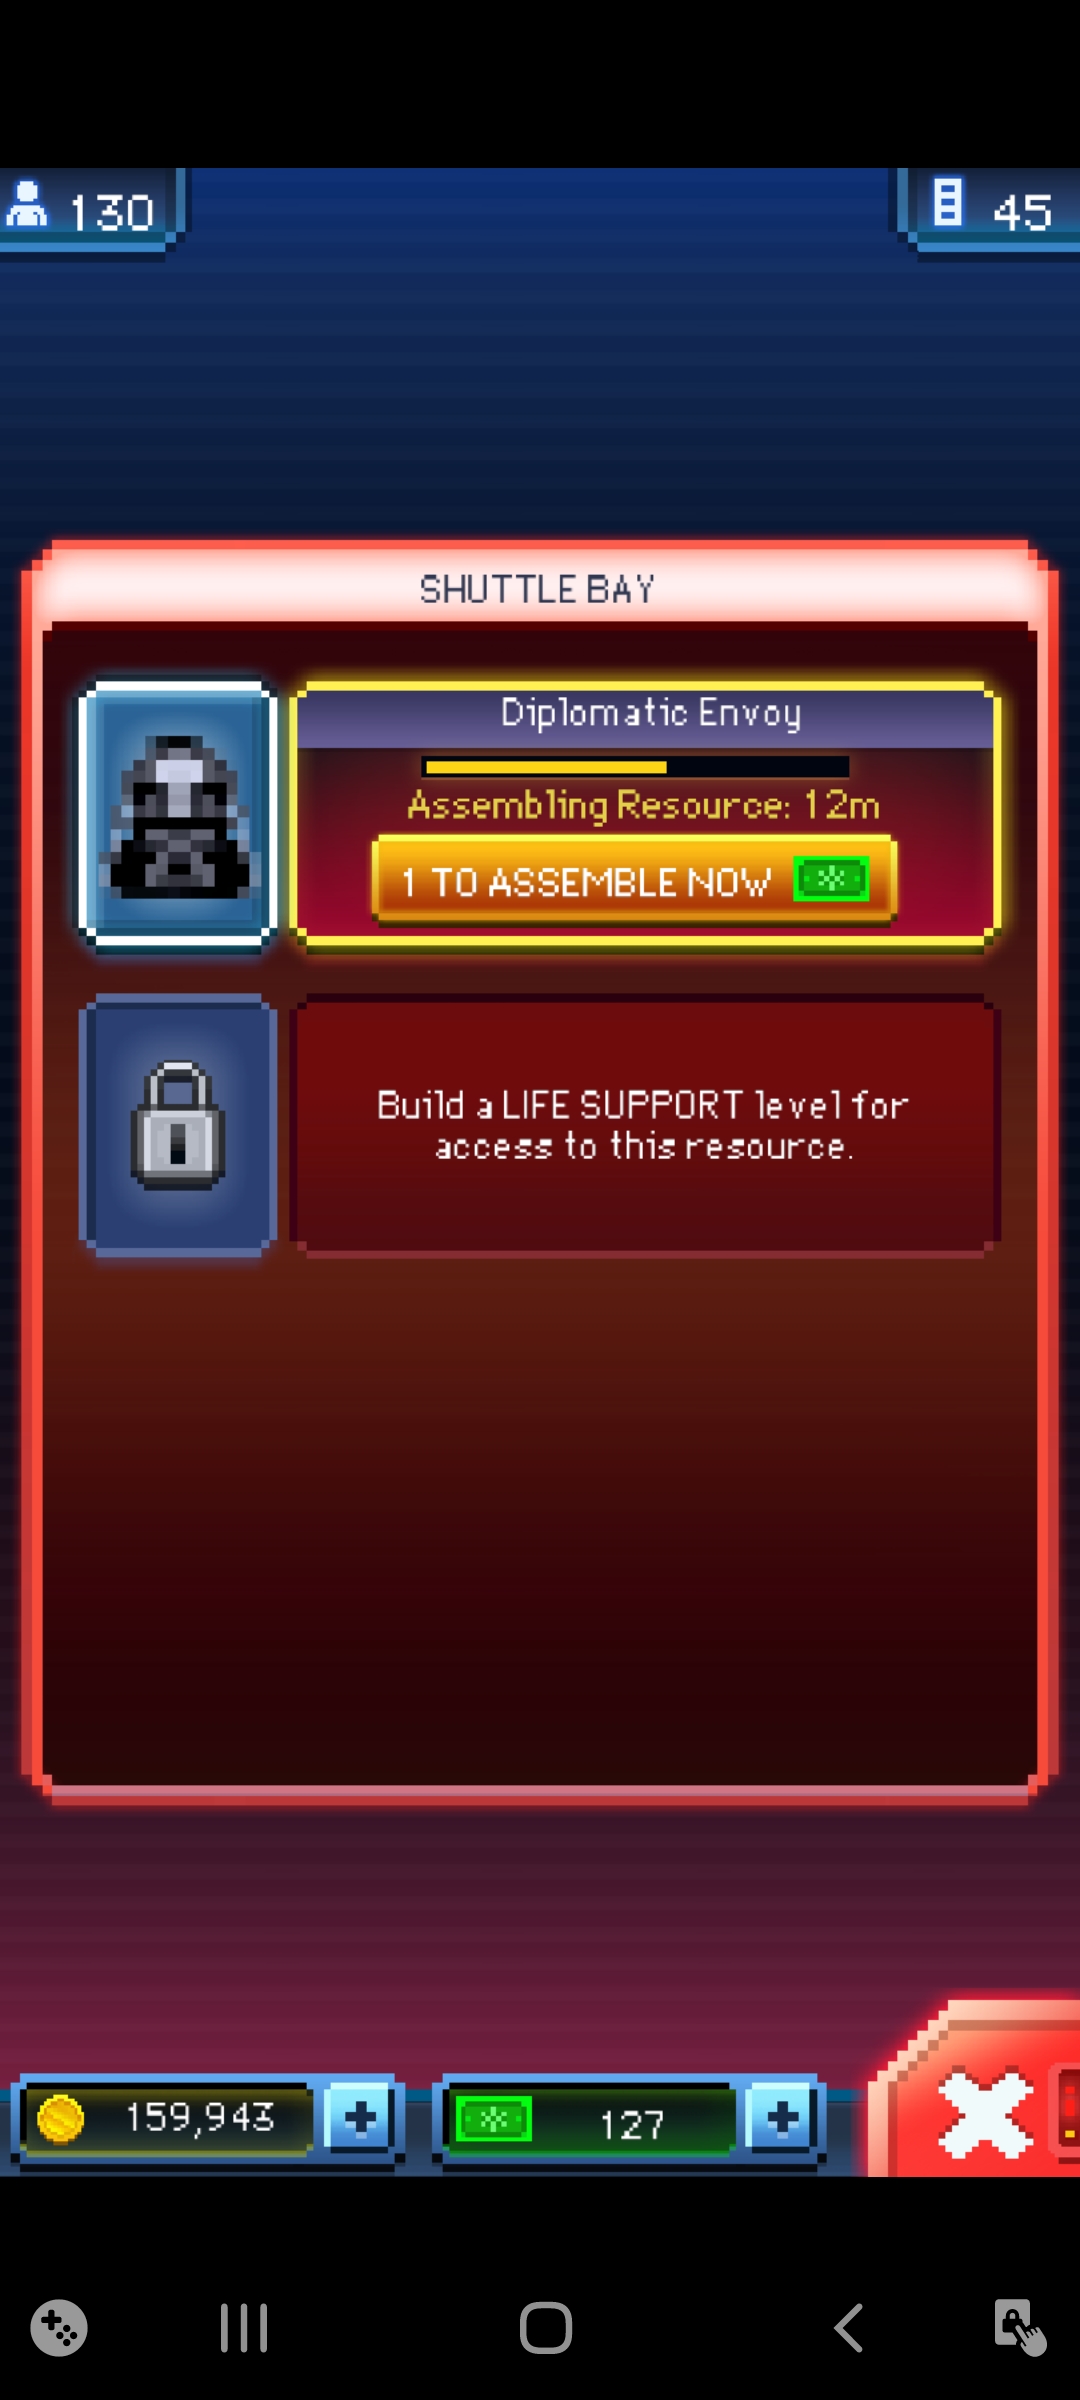 130
45
SHUTTLE BAY
Diplomatic Envoy
Assembling Resource: 12m
1 TO ASSEMBLE NOW
Build a LIFE SUPPORT level for
access to this resource.
159,943
127